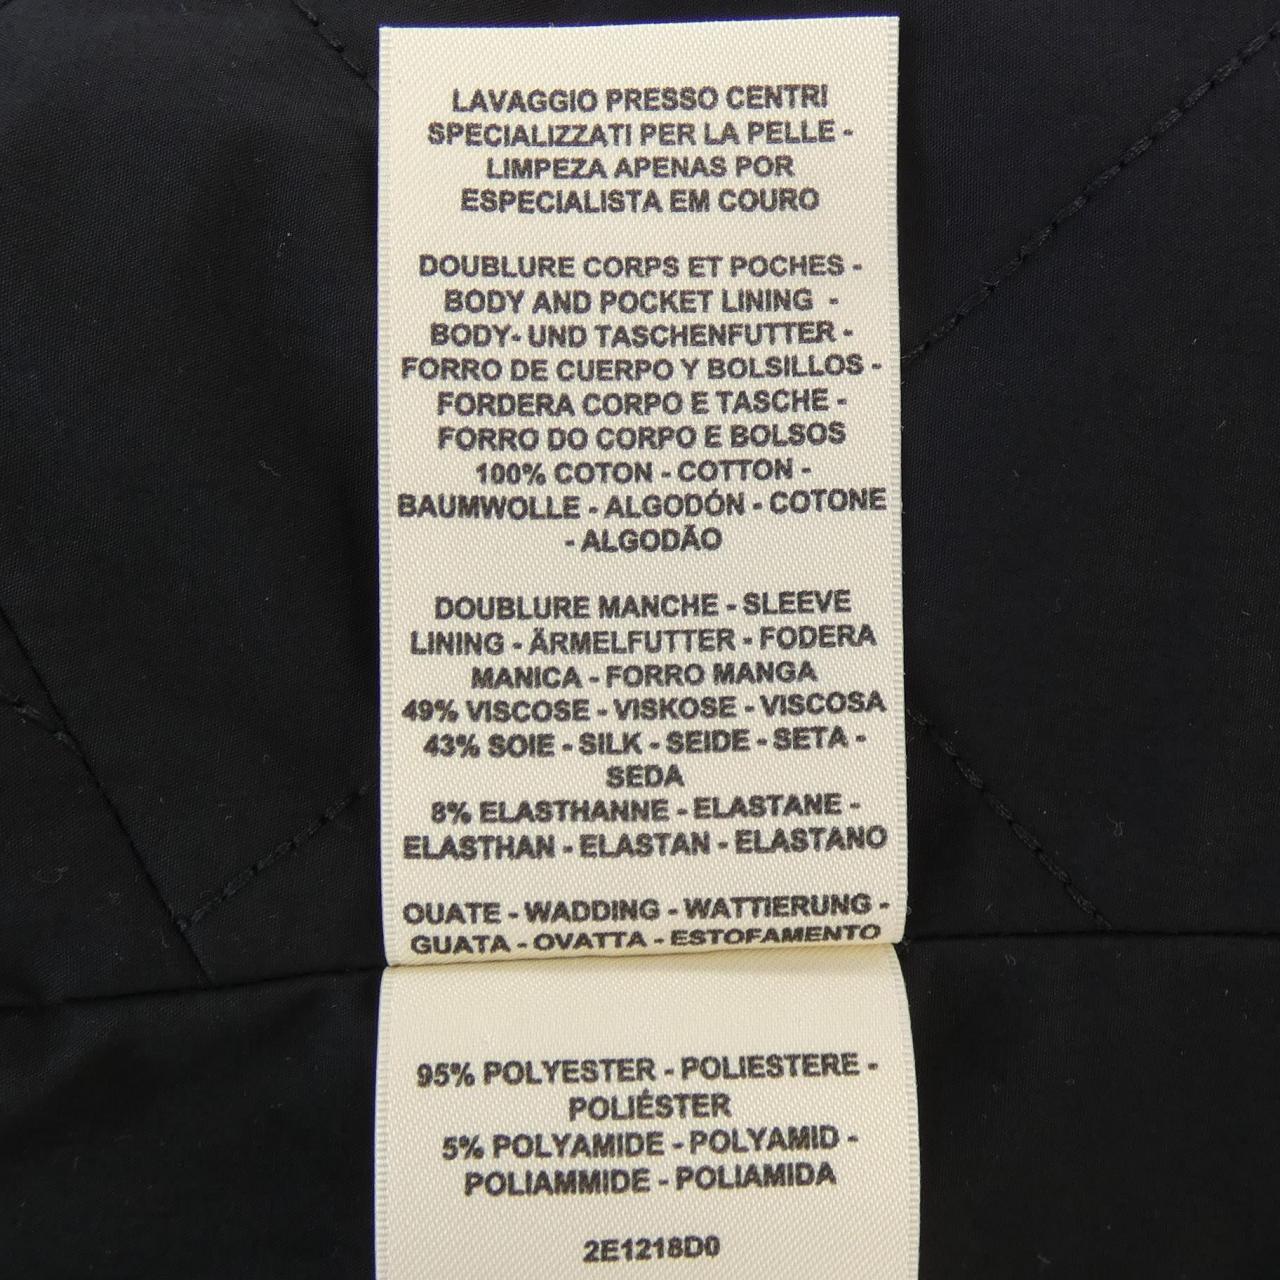 LAVAGGIO PRESSO CENTRI
SPECIALIZZATI PER LA PELLE -
LIMPEZA APENAS POR
ESPECIALISTA EM COURO
DOUBLURE CORPS ET POCHES -
BODY AND POCKET LINING -
BODY- UND TASCHENFUTTER -
FORRO DE CUERPO Y BOLSILLOS -
FORDERA CORPO E TASCHE -
FORRO DO CORPO E BOLSOS
100% COTON - COTTON -
BAUMWOLLE - ALGODÓN - COTONE
- ALGODÃO
DOUBLURE MANCHE - SLEEVE
LINING - ÄRMELFUTTER - FODERA
MANICA - FORRO MANGA
49% VISCOSE - VISKOSE - VISCOSA
43% SOIE - SILK - SEIDE - SETA -
SEDA
8% ELASTHANNE - ELASTANE -
ELASTHAN - ELASTAN - ELASTANO
OUATE - WADDING - WATTIERUNG -
GUATA - OVATTA - ESTOFAMENTO
95% POLYESTER - POLIESTERE -
POLIÉSTER
5% POLYAMIDE - POLYAMID -
POLIAMMIDE - POLIAMIDA
2E1218D0